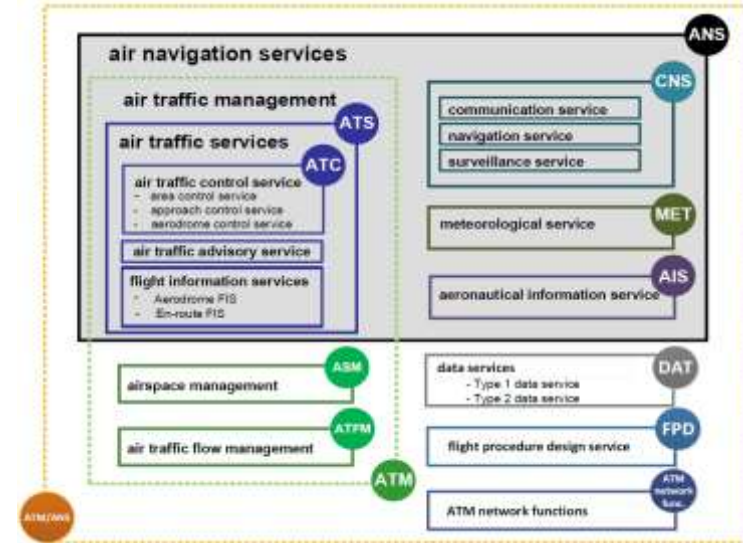 ANS
air navigation services
CNS
air traffic management
communication service
ATS
navigation service
air traffic services
surveillance service
ATC
air traffic control service
- area control service
- approach control service
- aerodrome control service
MET
meteorological service
air traffic advisory service
flight information services
- Aerodrome FIS
- En-route FIS
AIS
aeronautical information service
ASM
airspace management
DAT
data services
- Type 1 data service
- Type 2 data service
ATFM
air traffic flow management
FPD
flight procedure design service
ATM
ATM
network
func.
ATM network functions
ATM/ANS